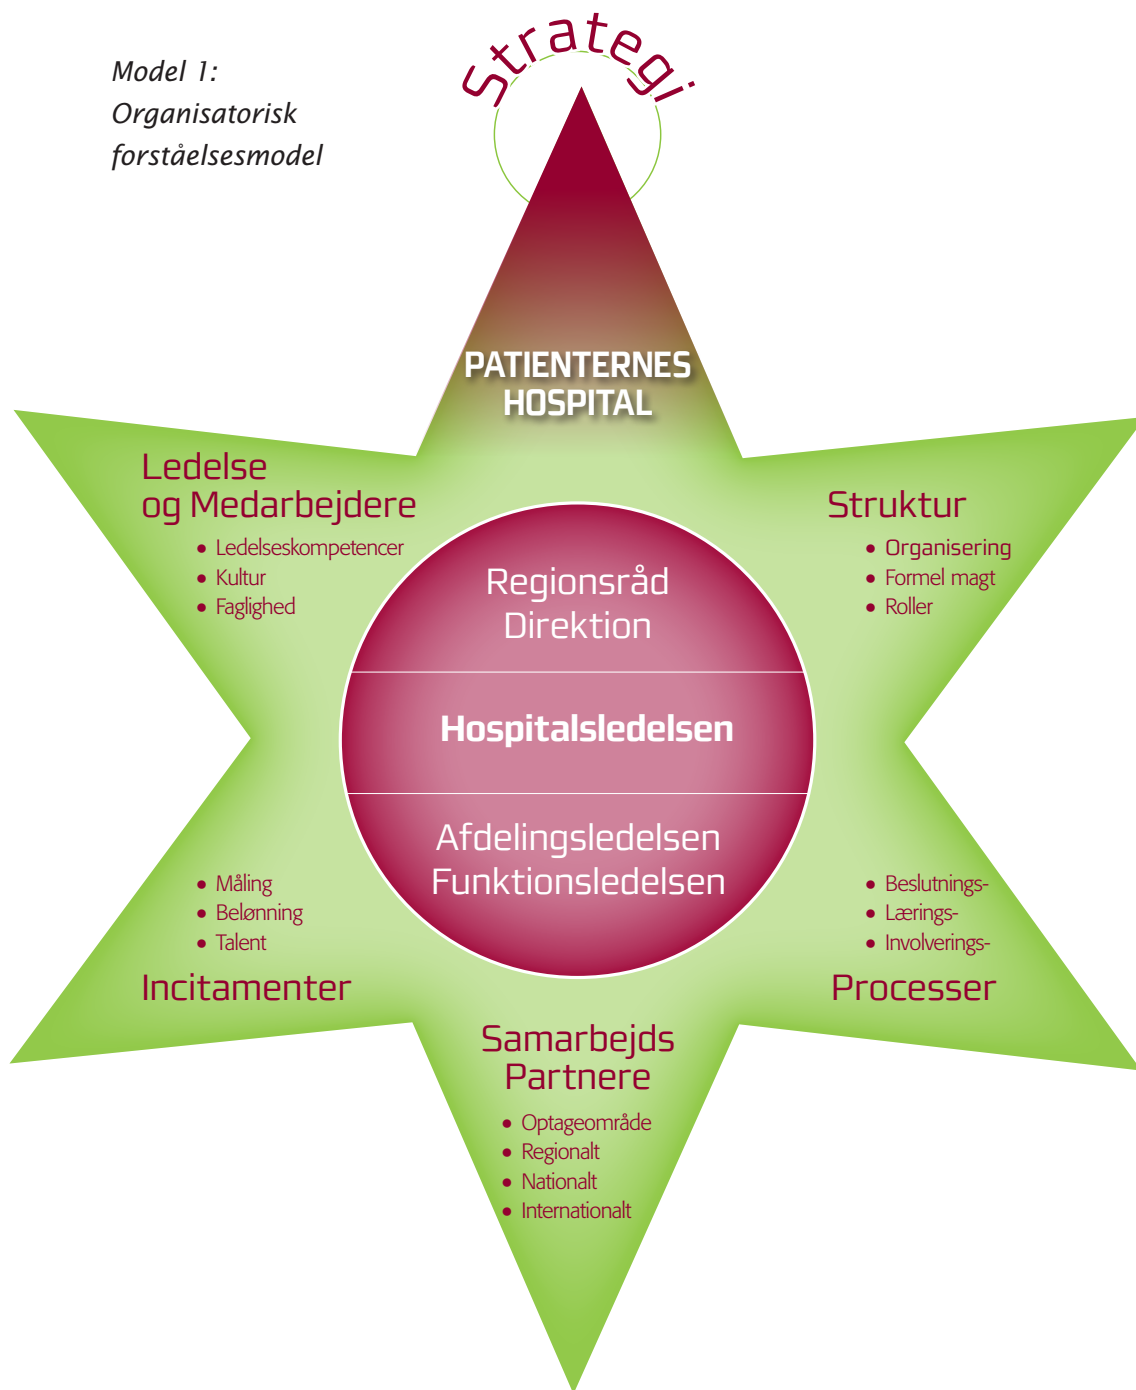 Model 1:
Organisatorisk
forståelsesmodel
Strategi
PATIENTERNES
HOSPITAL
Ledelse
og Medarbejdere
• Ledelseskompetencer
• Kultur
• Faglighed
Struktur
• Organisering
• Formel magt
• Roller
Regionsråd
Direktion
Hospitalsledelsen
Afdelingsledelsen
Funktionsledelsen
• Måling
• Belønning
• Talent
Incitamenter
• Beslutnings-
• Lærings-
• Involverings-
Processer
Samarbejds
Partnere
• Optageområde
• Regionalt
• Nationalt
• Internationalt